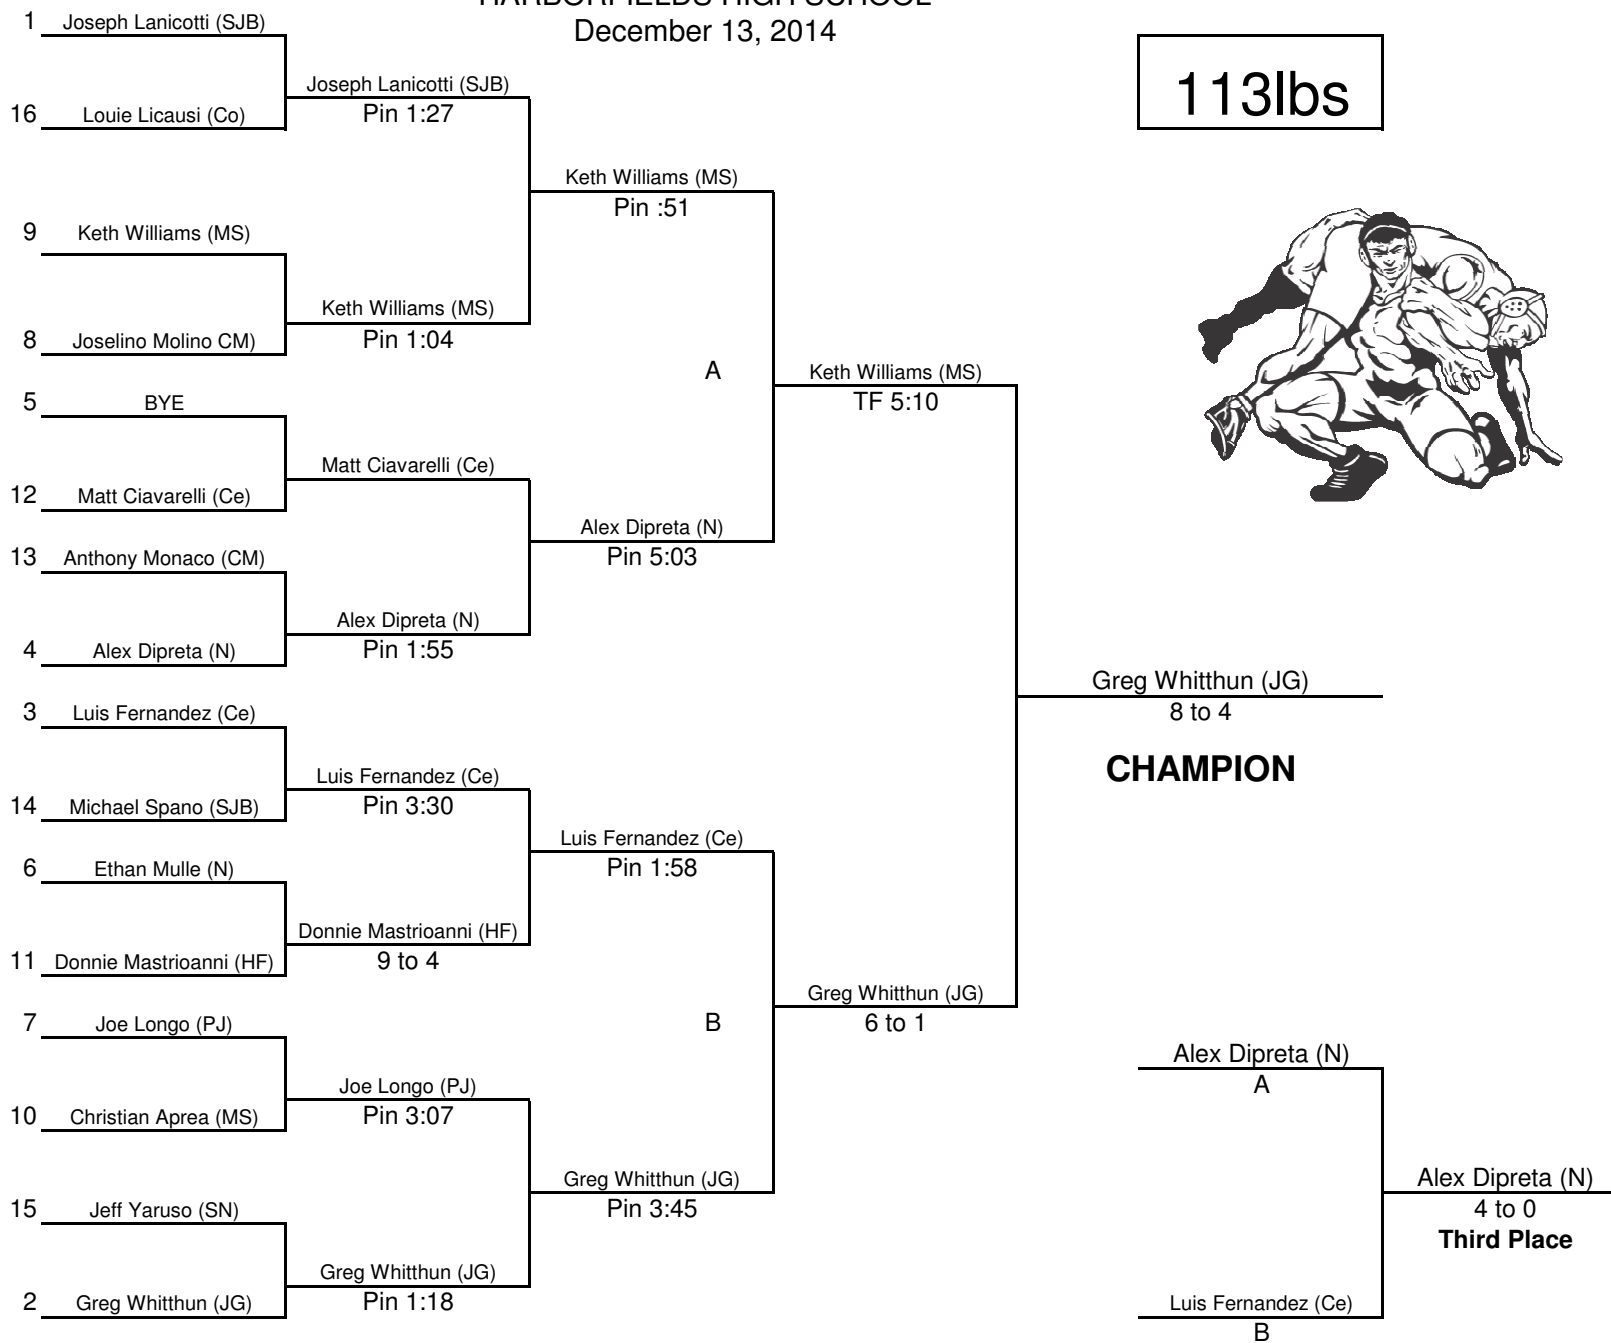 HARBORFIELDS HIGH SCHOOL
December 13, 2014
113lbs
1 Joseph Lanicotti (SJB)
16 Louie Licausi (Co)
9 Keth Williams (MS)
8 Joselino Molino CM)
5 BYE
12 Matt Ciavarelli (Ce)
13 Anthony Monaco (CM)
4 Alex Dipreta (N)
3 Luis Fernandez (Ce)
14 Michael Spano (SJB)
6 Ethan Mulle (N)
11 Donnie Mastrioanni (HF)
7 Joe Longo (PJ)
10 Christian Aprea (MS)
15 Jeff Yaruso (SN)
2 Greg Whitthun (JG)
Joseph Lanicotti (SJB)
Pin 1:27
Keth Williams (MS)
Pin 1:04
Matt Ciavarelli (Ce)
Alex Dipreta (N)
Pin 1:55
Luis Fernandez (Ce)
Pin 3:30
Donnie Mastrioanni (HF)
9 to 4
Joe Longo (PJ)
Pin 3:07
Greg Whitthun (JG)
Pin 1:18
Keth Williams (MS)
Pin :51
A
Alex Dipreta (N)
Pin 5:03
Luis Fernandez (Ce)
Pin 1:58
B
Greg Whitthun (JG)
Pin 3:45
Keth Williams (MS)
TF 5:10
Greg Whitthun (JG)
6 to 1
Greg Whitthun (JG)
8 to 4
CHAMPION
Alex Dipreta (N)
A
Luis Fernandez (Ce)
B
Alex Dipreta (N)
4 to 0
Third Place